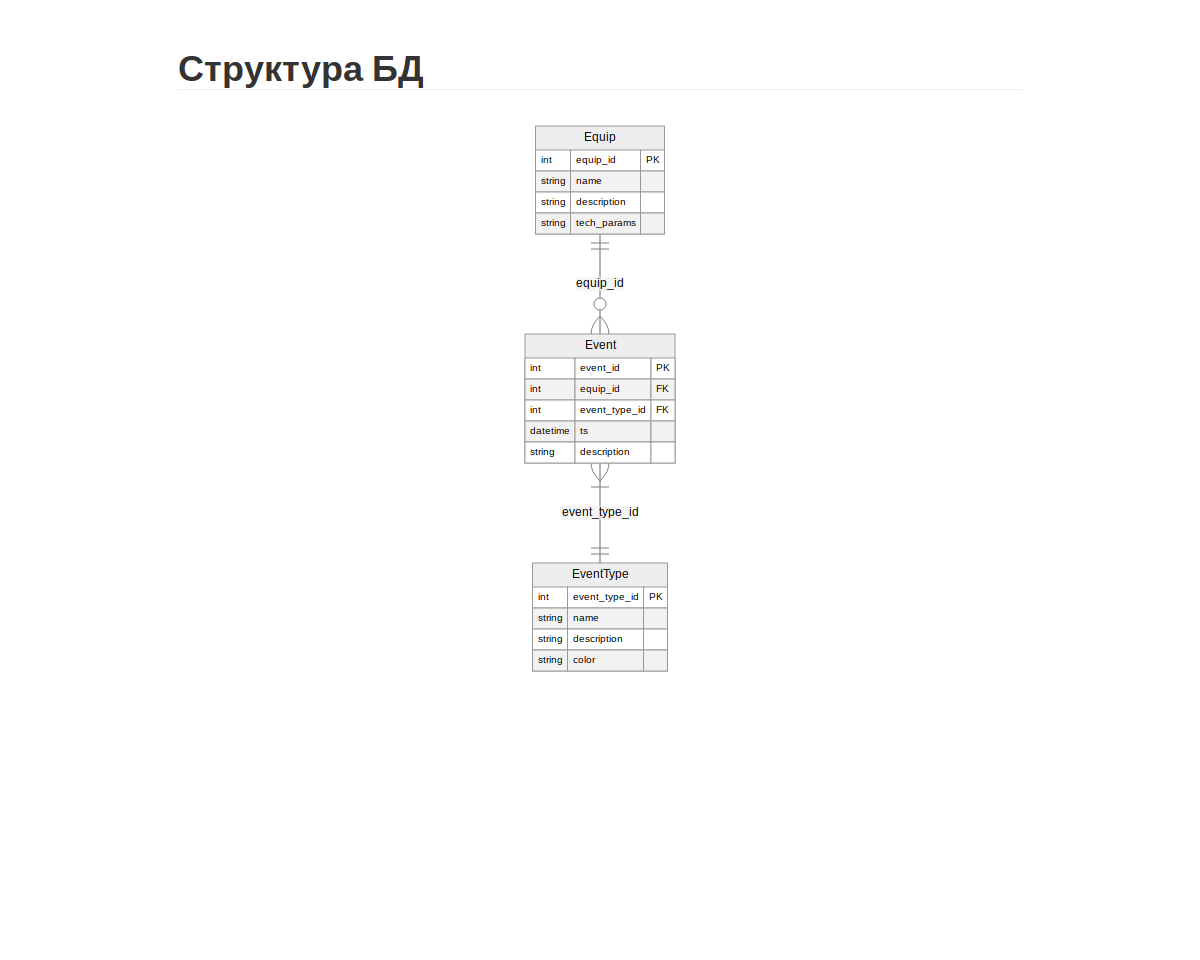 Структура БД
Equip
int equip_id PK
string name
string description
string tech_params
equip_id
Event
int event_id PK
int equip_id FK
int event_type_id FK
datetime ts
string description
event_type_id
EventType
int event_type_id PK
string name
string description
string color